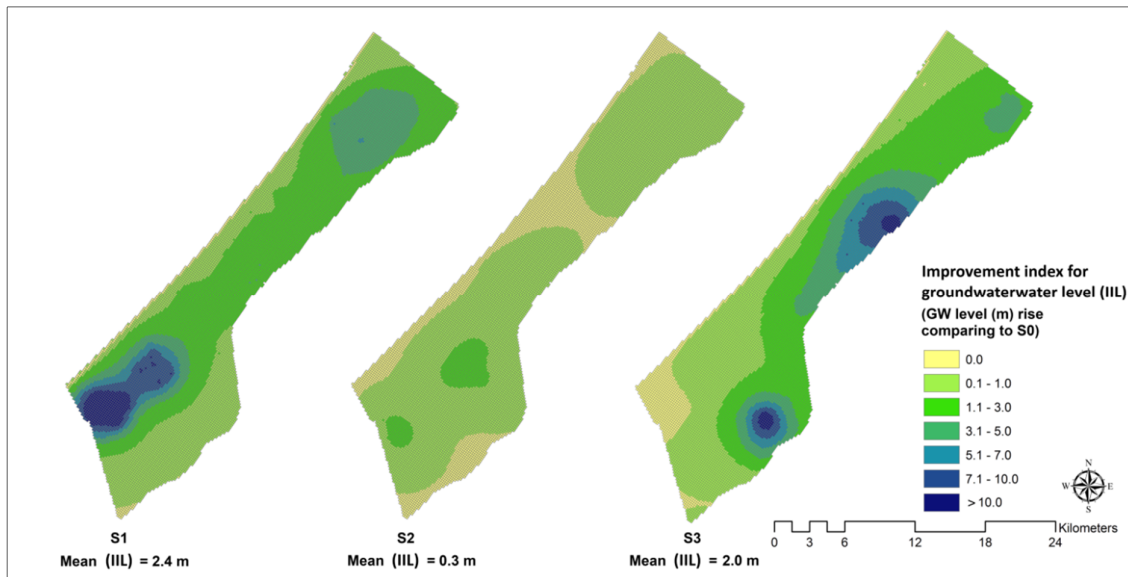 Improvement index for
groundwaterwater level (IIL)
(GW level (m) rise
comparing to S0)
0.0
0.1 - 1.0
1.1 - 3.0
3.1 - 5.0
5.1 - 7.0
7.1 - 10.0
> 10.0
N
W E
S
Kilometers
0 3 6 12 18 24
S1
Mean (IIL) = 2.4 m
S2
Mean (IIL) = 0.3 m
S3
Mean (IIL) = 2.0 m